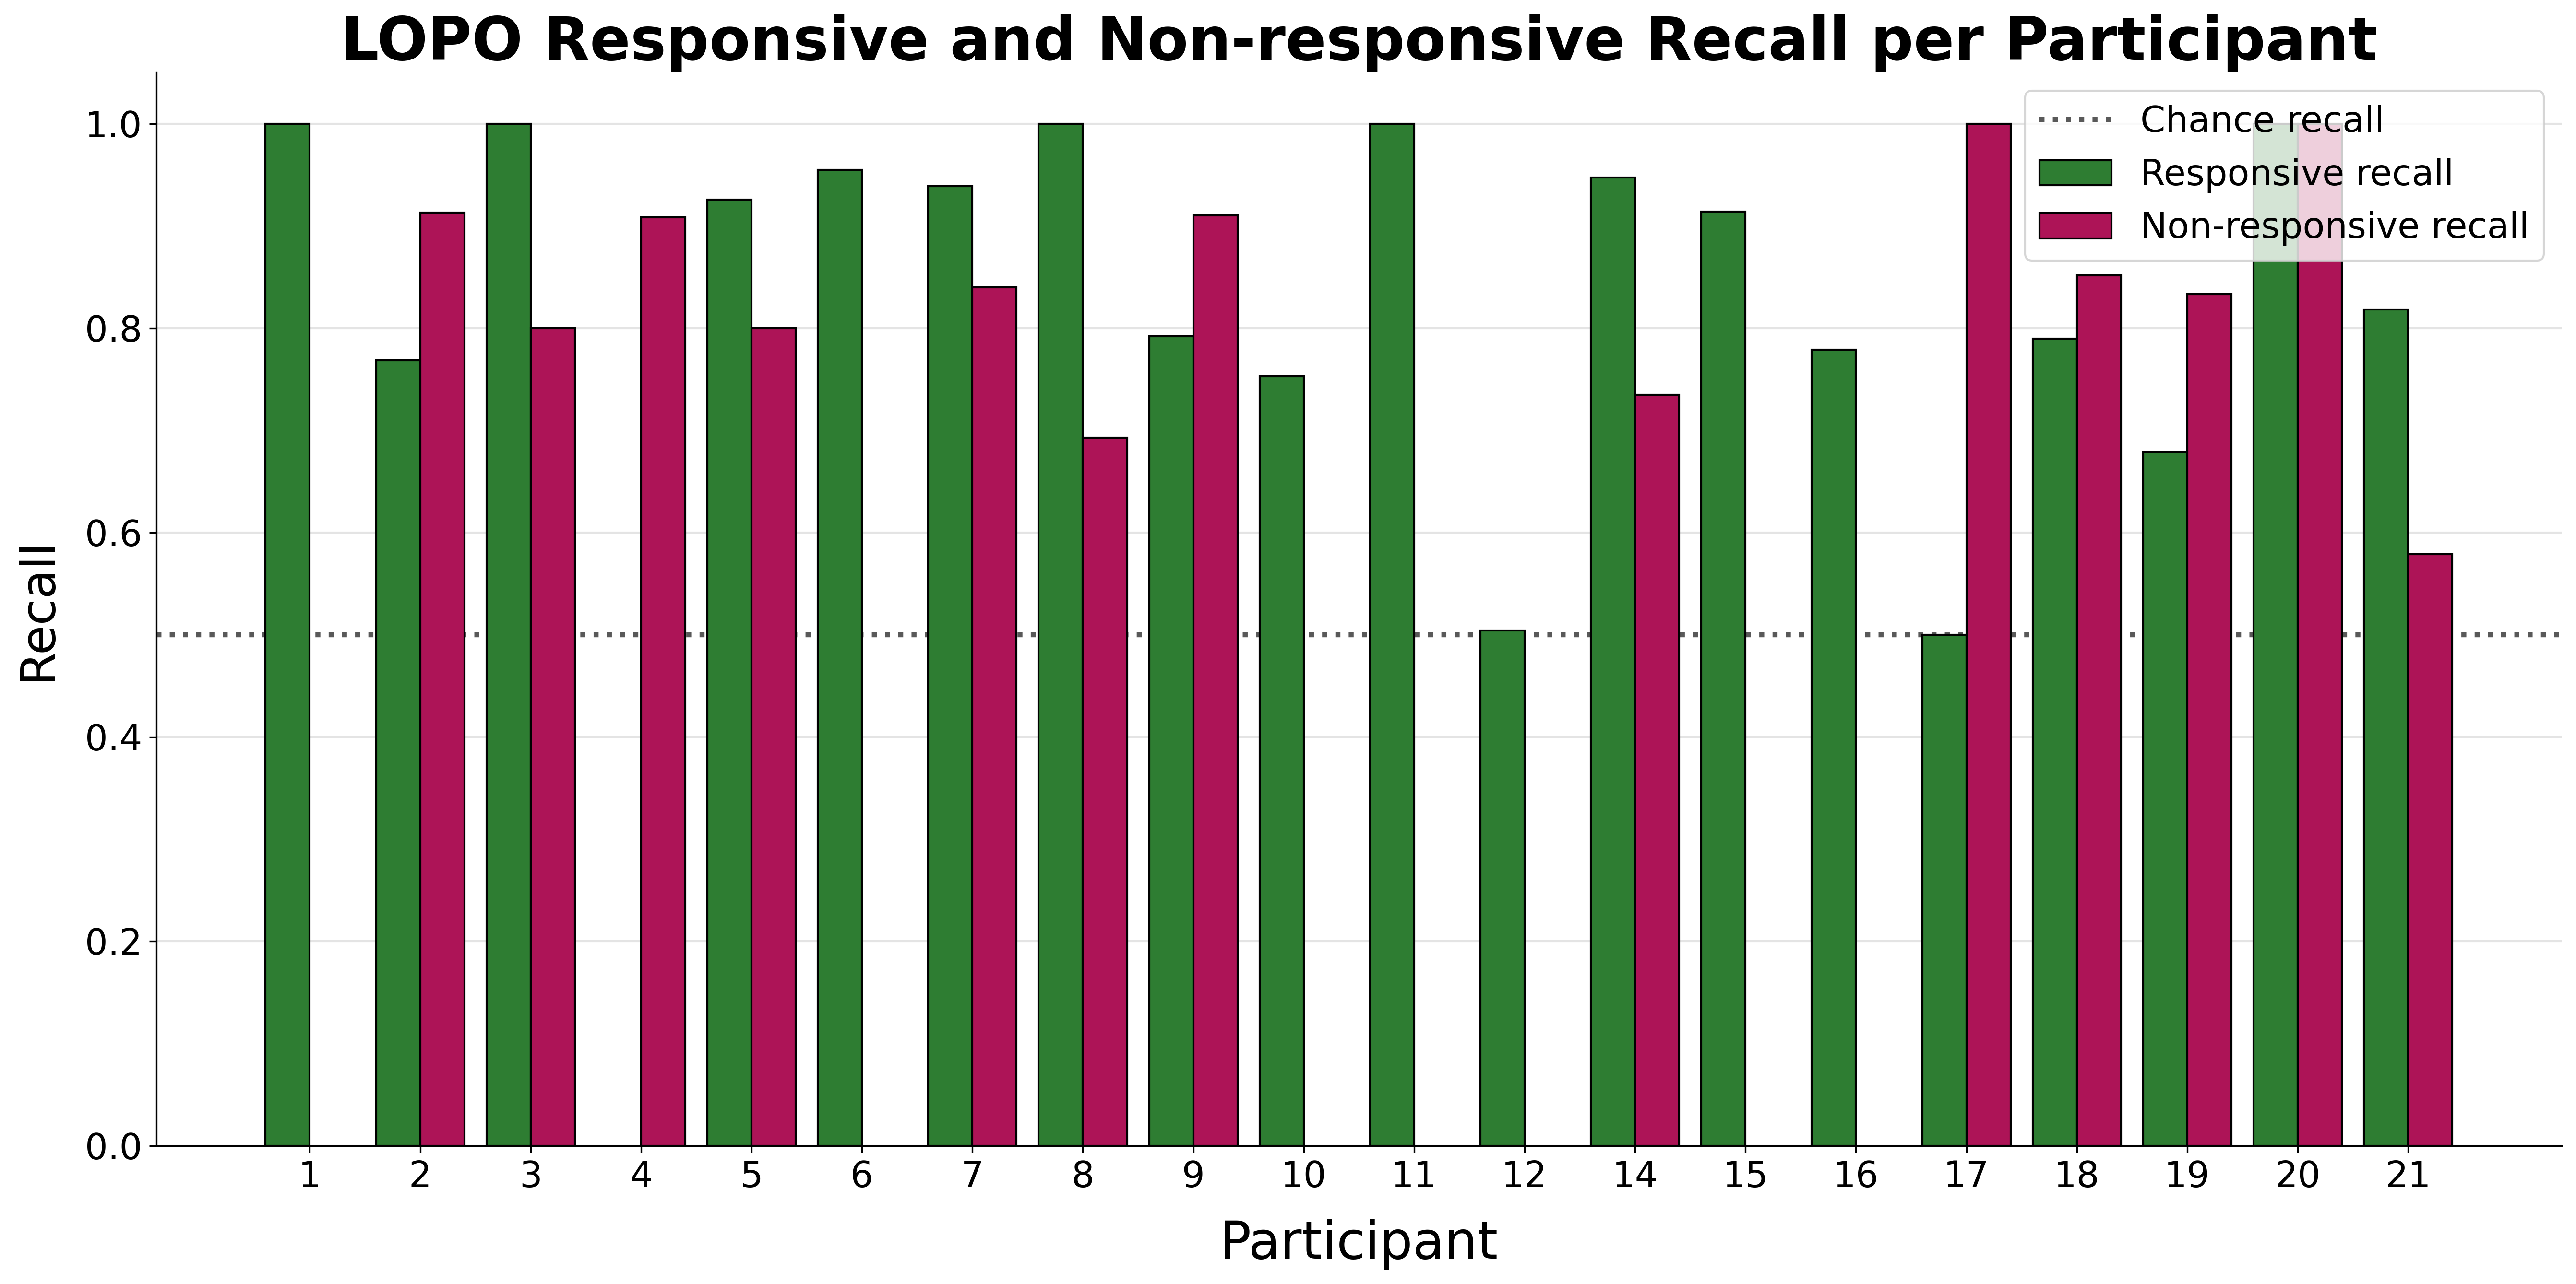 LOPO Responsive and Non-responsive Recall per Participant
Chance recall
Responsive recall
Non-responsive recall
Recall
1.0
0.8
0.6
0.4
0.2
0.0
1 2 3 4 5 6 7 8 9 10 11 12 14 15 16 17 18 19 20 21
Participant